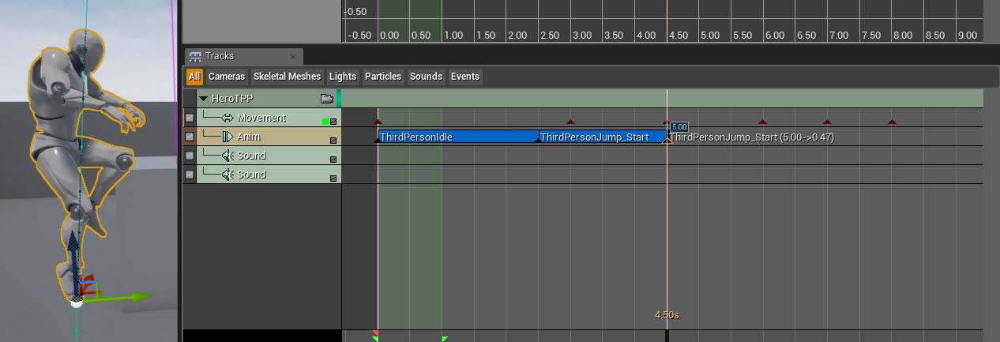 -0.50
-0.50 0.00 0.50 1.00 1.50 2.00 2.50 3.00 3.50 4.00 4.50 5.00 5.50 6.00 6.50 7.00 7.50 8.00 8.50 9.00
Tracks
All Cameras Skeletal Meshes Lights Particles Sounds Events
HeroTPP
Movement
5.00
Anim ThirdPersonIdle ThirdPersonJump_Start ThirdPersonJump_Start (5.00->0.47)
Sound
Sound
4.50s